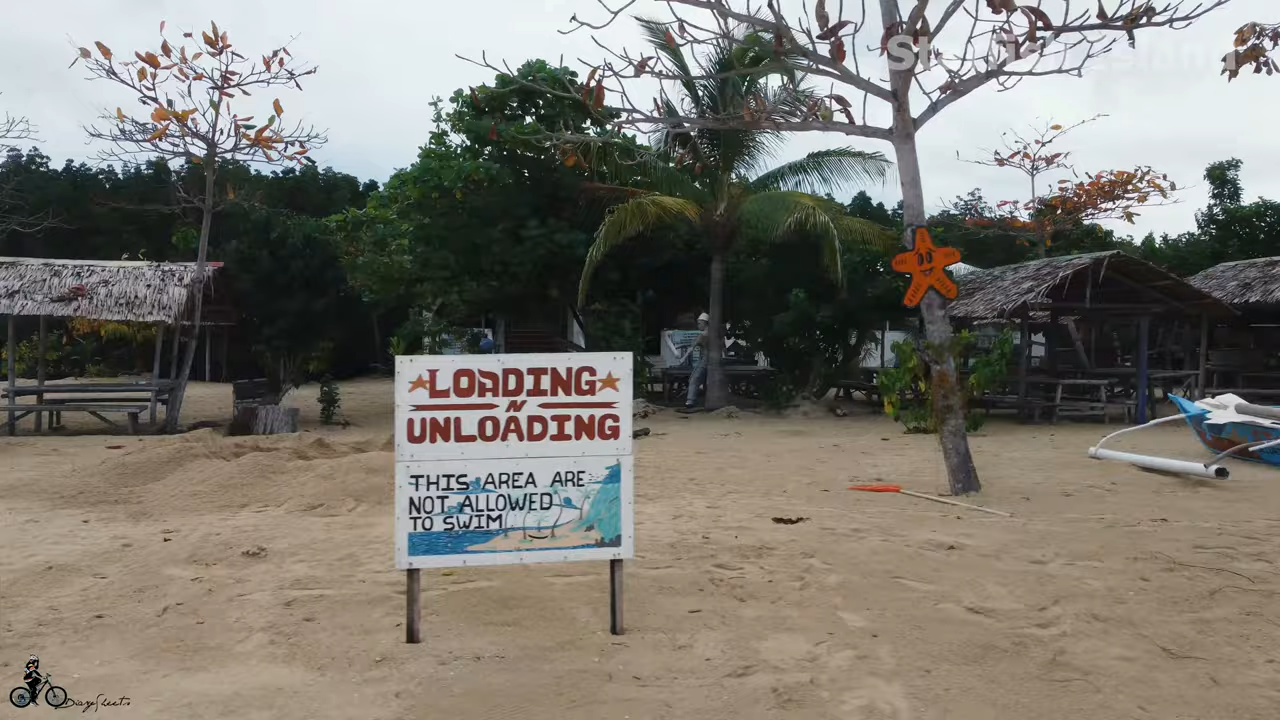 LOADING
N
UNLOADING
THIS AREA ARE
NOT ALLOWED
TO SWIM